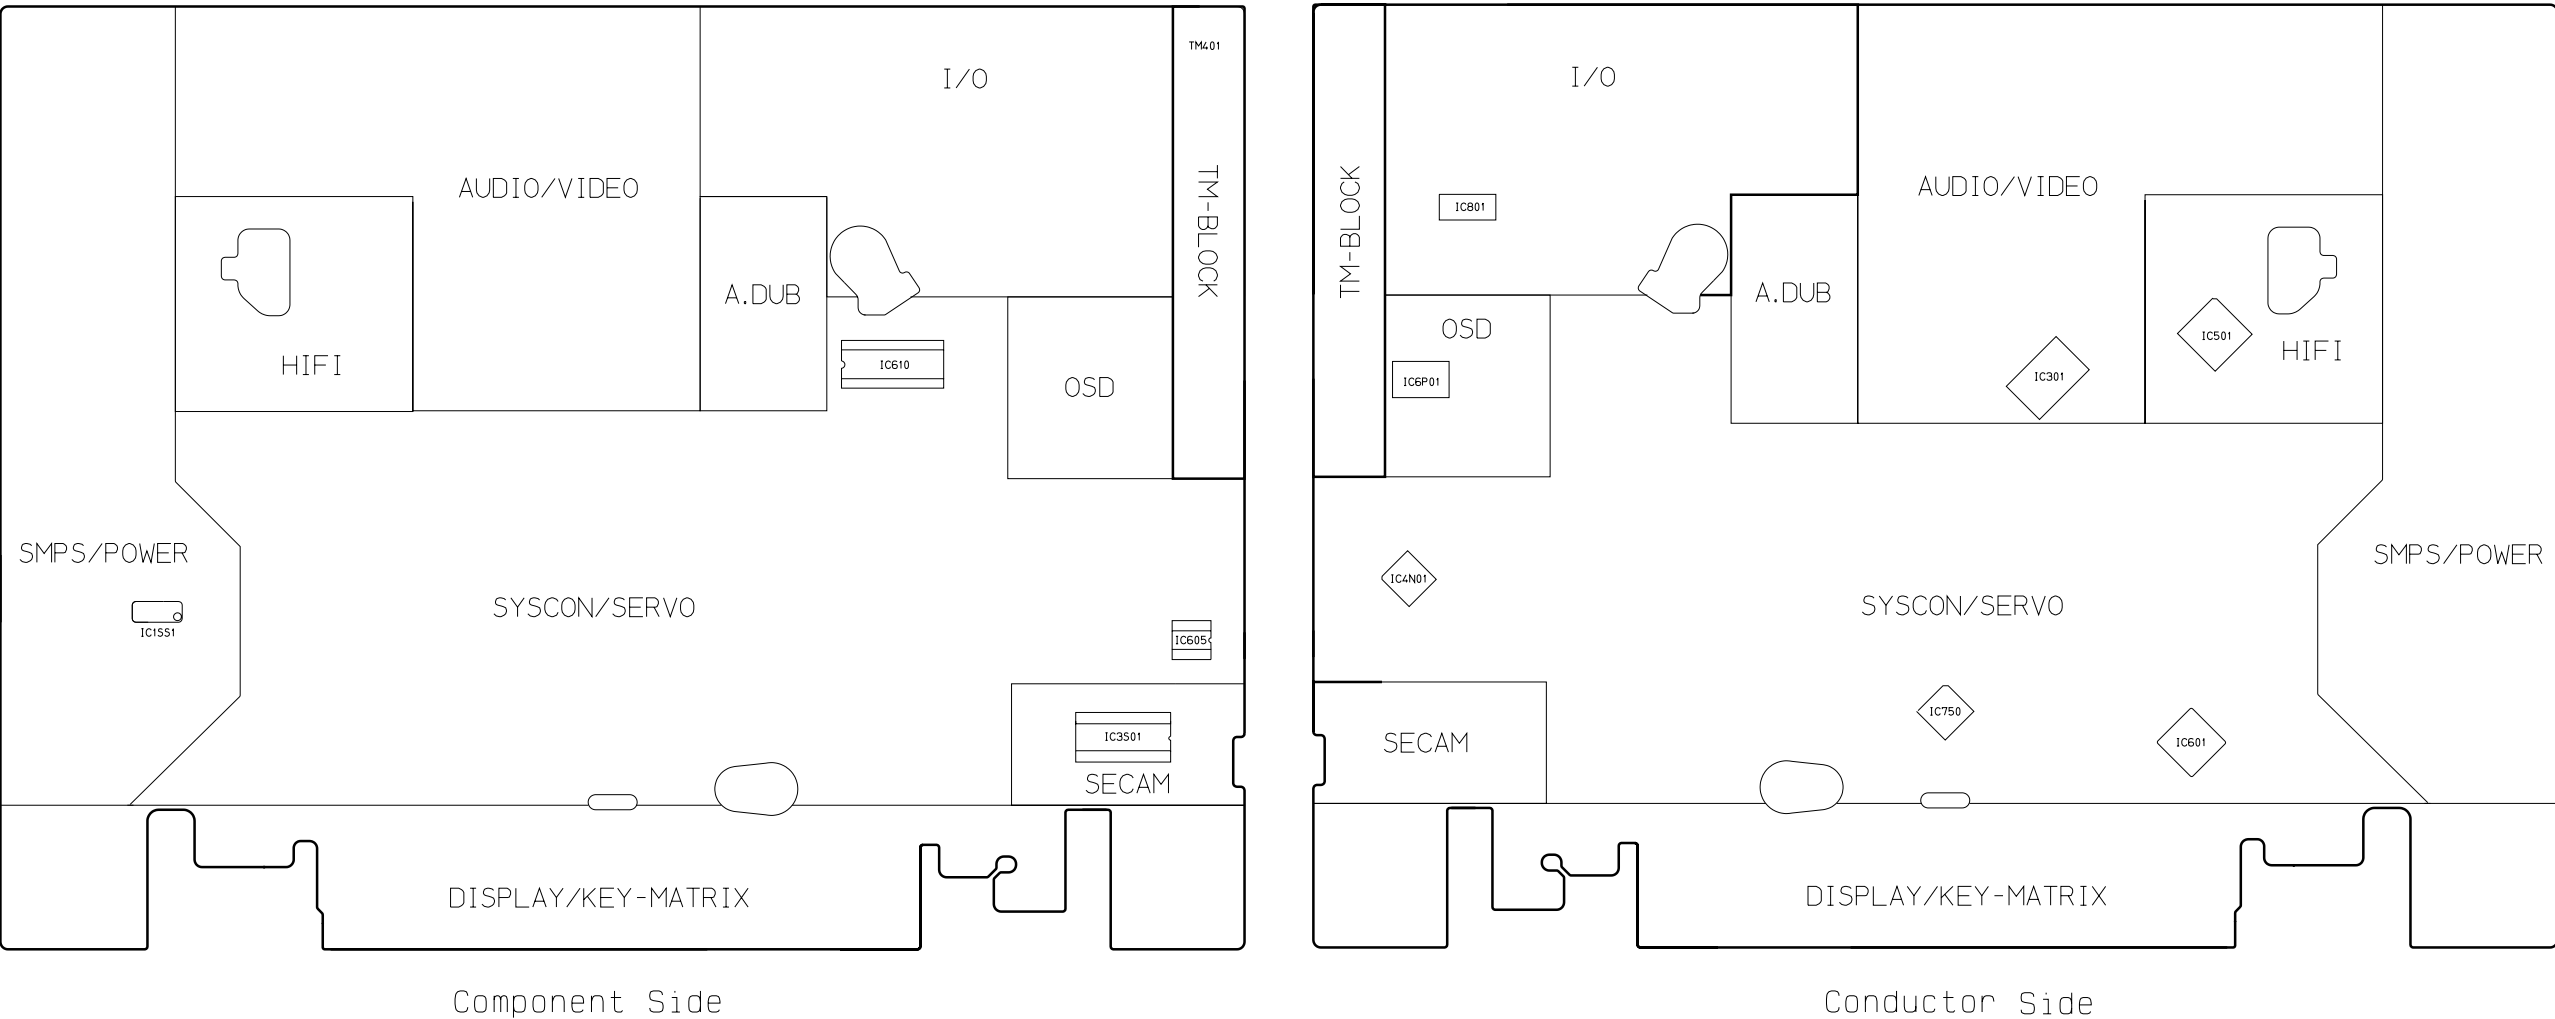 TM401
I/O
AUDIO/VIDEO
TM-BLOCK
A.DUB
HIFI
IC610
OSD
SMPS/POWER
SYSCON/SERVO
IC1SS1
IC605
IC3S01
SECAM
DISPLAY/KEY-MATRIX
Component Side
I/O
TM-BLOCK
AUDIO/VIDEO
IC801
A.DUB
OSD
IC501
HIFI
IC301
IC6P01
SMPS/POWER
IC4N01
SYSCON/SERVO
IC750
SECAM
IC601
DISPLAY/KEY-MATRIX
Conductor Side